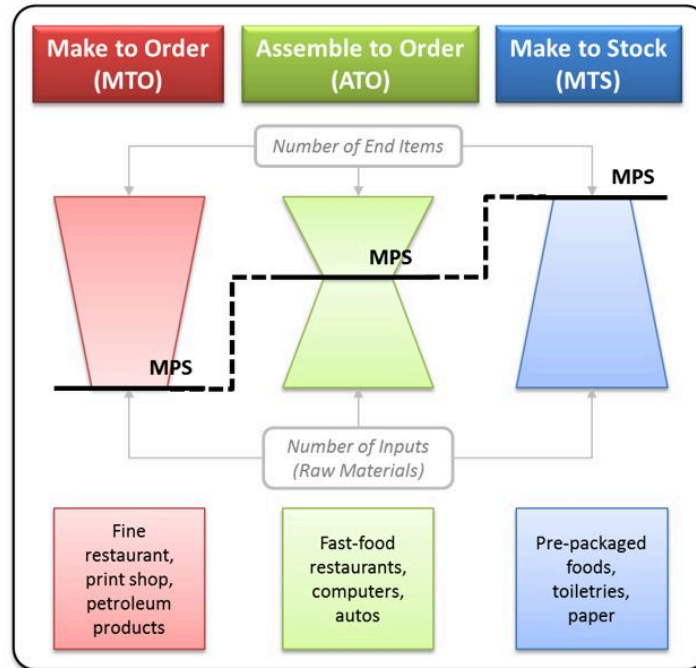 Make to Order
(MTO)
Assemble to Order
(ATO)
Make to Stock
(MTS)
Number of End Items
MPS
MPS
MPS
Number of Inputs
(Raw Materials)
Fine
restaurant,
print shop,
petroleum
products
Fast-food
restaurants,
computers,
autos
Pre-packaged
foods,
toiletries,
paper